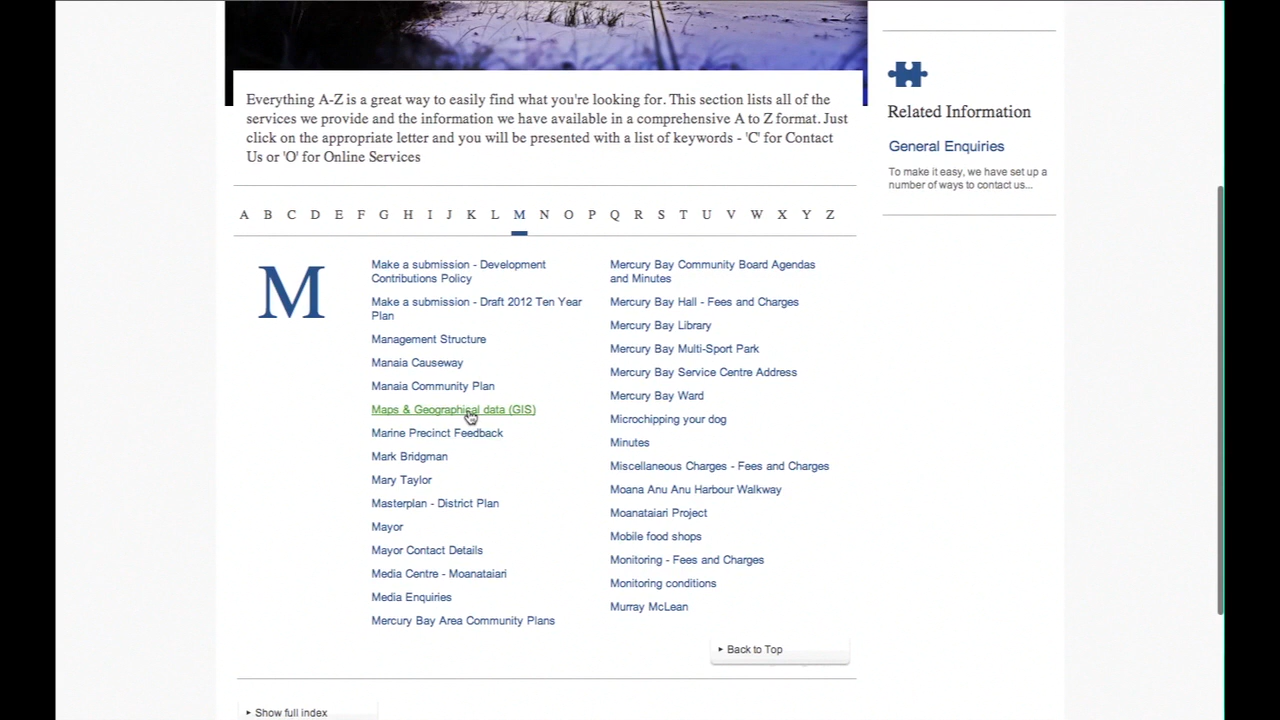 Everything A-Z is a great way to easily find what you're looking for. This section lists all of the
services we provide and the information we have available in a comprehensive A to Z format. Just
click on the appropriate letter and you will be presented with a list of keywords - 'C' for Contact
Us or 'O' for Online Services
A B C D E F G H I J K L M N O P Q R S T U V W X Y Z
M
Make a submission - Development
Contributions Policy
Make a submission - Draft 2012 Ten Year
Plan
Management Structure
Manaia Causeway
Manaia Community Plan
Maps & Geographical data (GIS)
Marine Precinct Feedback
Mark Bridgman
Mary Taylor
Masterplan - District Plan
Mayor
Mayor Contact Details
Media Centre - Moanataiari
Media Enquiries
Mercury Bay Area Community Plans
Mercury Bay Community Board Agendas
and Minutes
Mercury Bay Hall - Fees and Charges
Mercury Bay Library
Mercury Bay Multi-Sport Park
Mercury Bay Service Centre Address
Mercury Bay Ward
Microchipping your dog
Minutes
Miscellaneous Charges - Fees and Charges
Moana Anu Anu Harbour Walkway
Moanataiari Project
Mobile food shops
Monitoring - Fees and Charges
Monitoring conditions
Murray McLean
Back to Top
Show full index
Related Information
General Enquiries
To make it easy, we have set up a
number of ways to contact us...